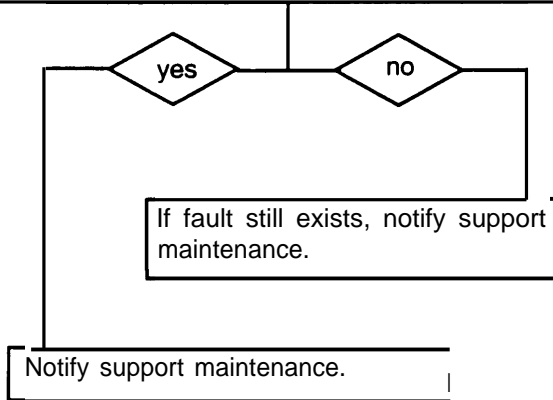 yes
no
If fault still exists, notify support
maintenance.
Notify support maintenance.